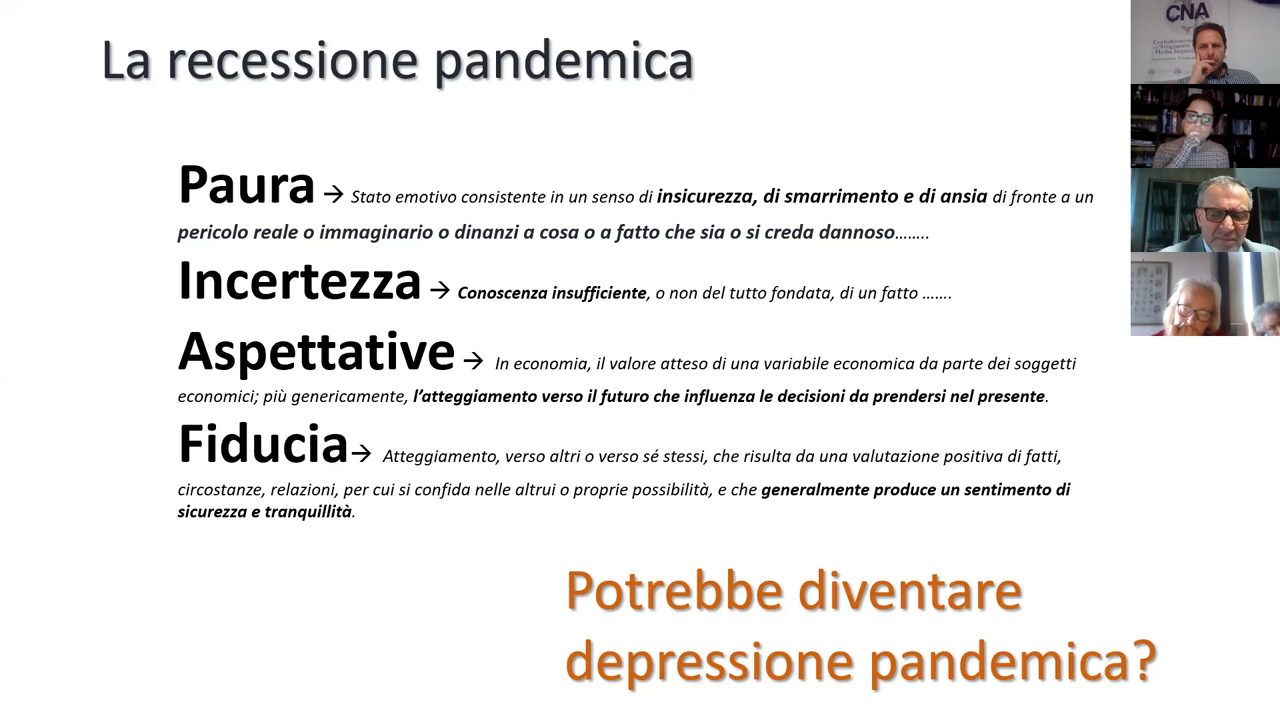 La recessione pandemica
Paura → Stato emotivo consistente in un senso di insicurezza, di smarrimento e di ansia di fronte a un
pericolo reale o immaginario o dinanzi a cosa o a fatto che sia o si creda dannoso……..
Incertezza → Conoscenza insufficiente, o non del tutto fondata, di un fatto …….
Aspettative → In economia, il valore atteso di una variabile economica da parte dei soggetti
economici; più genericamente, l’atteggiamento verso il futuro che influenza le decisioni da prendersi nel presente.
Fiducia→ Atteggiamento, verso altri o verso sé stessi, che risulta da una valutazione positiva di fatti,
circostanze, relazioni, per cui si confida nelle altrui o proprie possibilità, e che generalmente produce un sentimento di
sicurezza e tranquillità.
Potrebbe diventare
depressione pandemica?
CNA